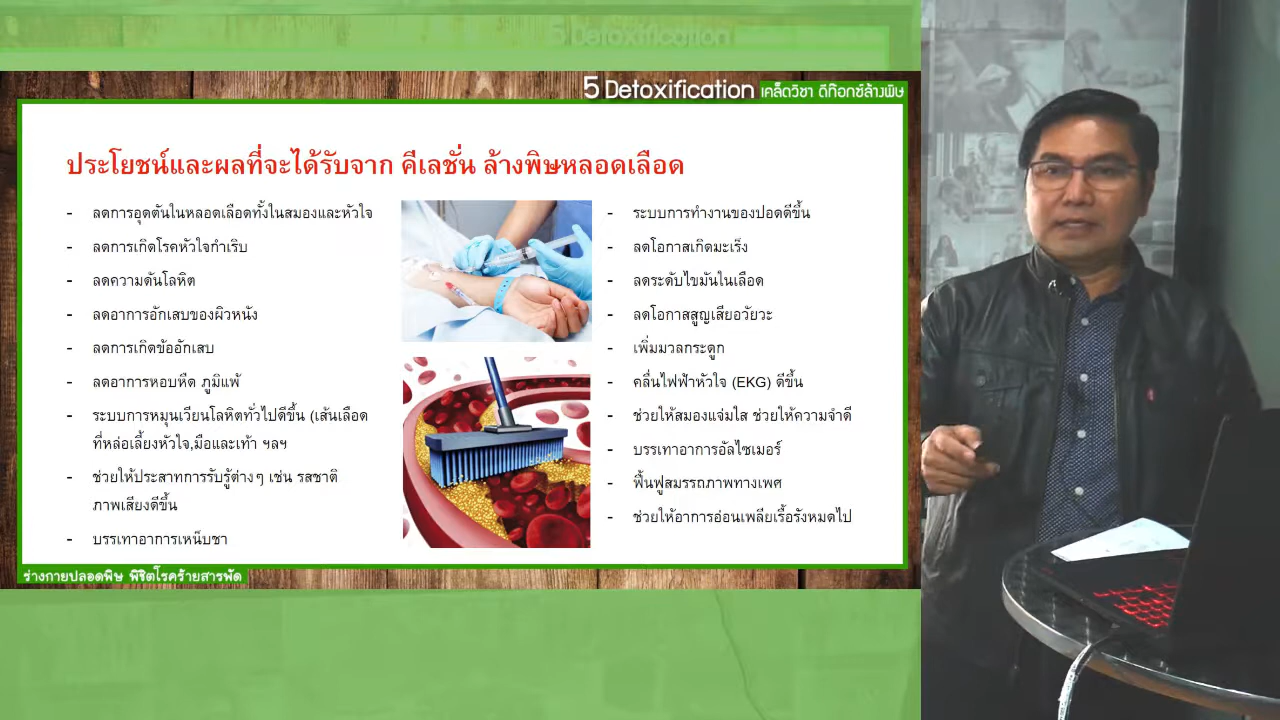 5 Detoxification
5 Detoxification เคล็ดวิชา ดีท๊อกซ์ล้างพิษ
ประโยชน์และผลที่จะได้รับจาก คีเลชั่น ล้างพิษหลอดเลือด
- ลดการอุดตันในหลอดเลือดทั้งในสมองและหัวใจ
- ลดการเกิดโรคหัวใจกำเริบ
- ลดความดันโลหิต
- ลดอาการอักเสบของผิวหนัง
- ลดการเกิดข้ออักเสบ
- ลดอาการหอบหืด ภูมิแพ้
- ระบบการหมุนเวียนโลหิตทั่วไปดีขึ้น (เส้นเลือด
ที่หล่อเลี้ยงหัวใจ,มือและเท้า ฯลฯ
- ช่วยให้ประสาทการรับรู้ต่างๆ เช่น รสชาติ
ภาพเสียงดีขึ้น
- บรรเทาอาการเหน็บชา
- ระบบการทำงานของปอดดีขึ้น
- ลดโอกาสเกิดมะเร็ง
- ลดระดับไขมันในเลือด
- ลดโอกาสสูญเสียอวัยวะ
- เพิ่มมวลกระดูก
- คลื่นไฟฟ้าหัวใจ (EKG) ดีขึ้น
- ช่วยให้สมองแจ่มใส ช่วยให้ความจำดี
- บรรเทาอาการอัลไซเมอร์
- ฟื้นฟูสมรรถภาพทางเพศ
- ช่วยให้อาการอ่อนเพลียเรื้อรังหมดไป
ร่างกายปลอดพิษ พิชิตโรคร้ายสารพัด